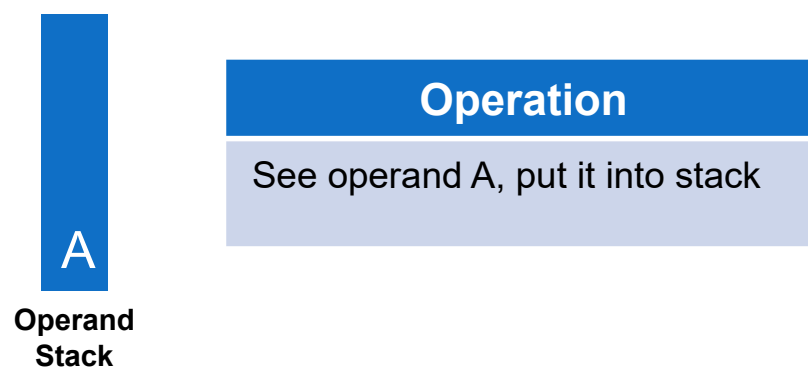 Operation
See operand A, put it into stack
A
Operand
Stack